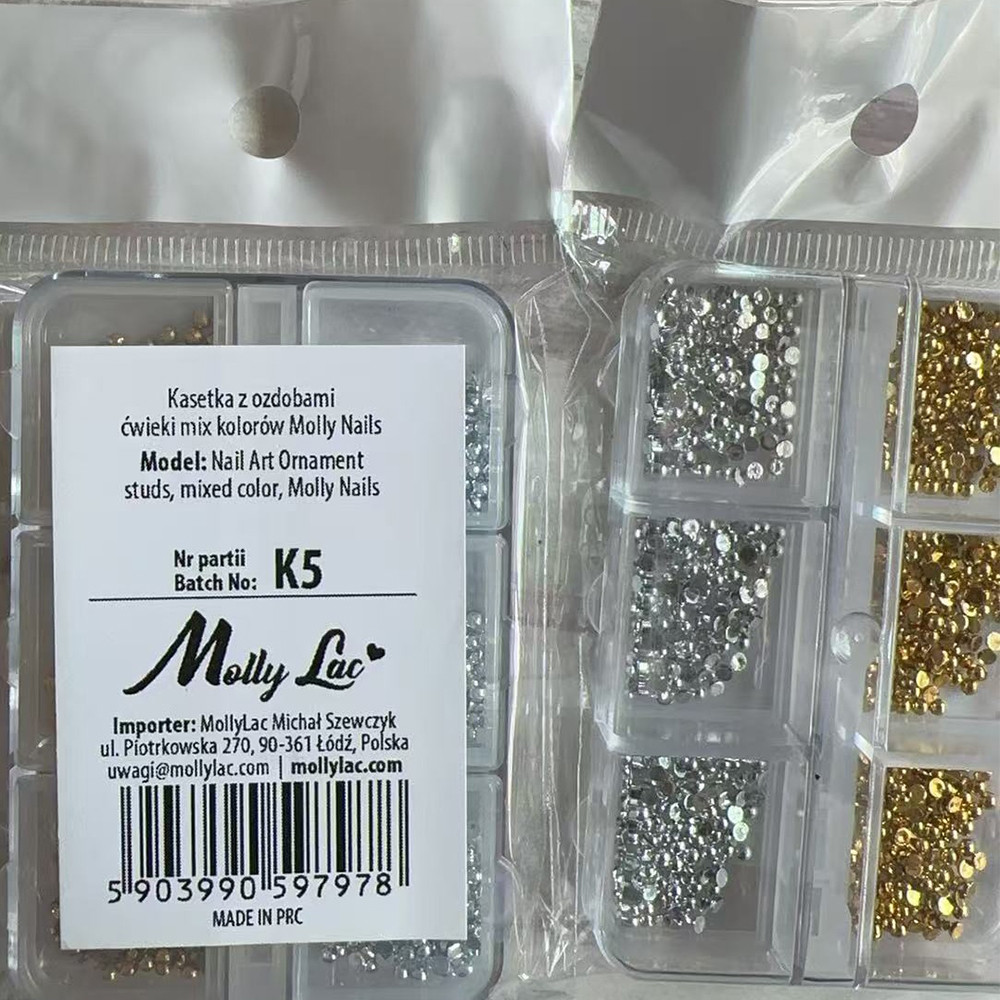 Kasetka z ozdobami
ćwieki mix kolorów Molly Nails
Model: Nail Art Ornament
studs, mixed color, Molly Nails
Nr partii
Batch No: K5
Molly Lac
Importer: MollyLac Michał Szewczyk
ul. Piotrkowska 270, 90-361 Łódź, Polska
uwagi@mollylac.com | mollylac.com
5 903990 597978
MADE IN PRC